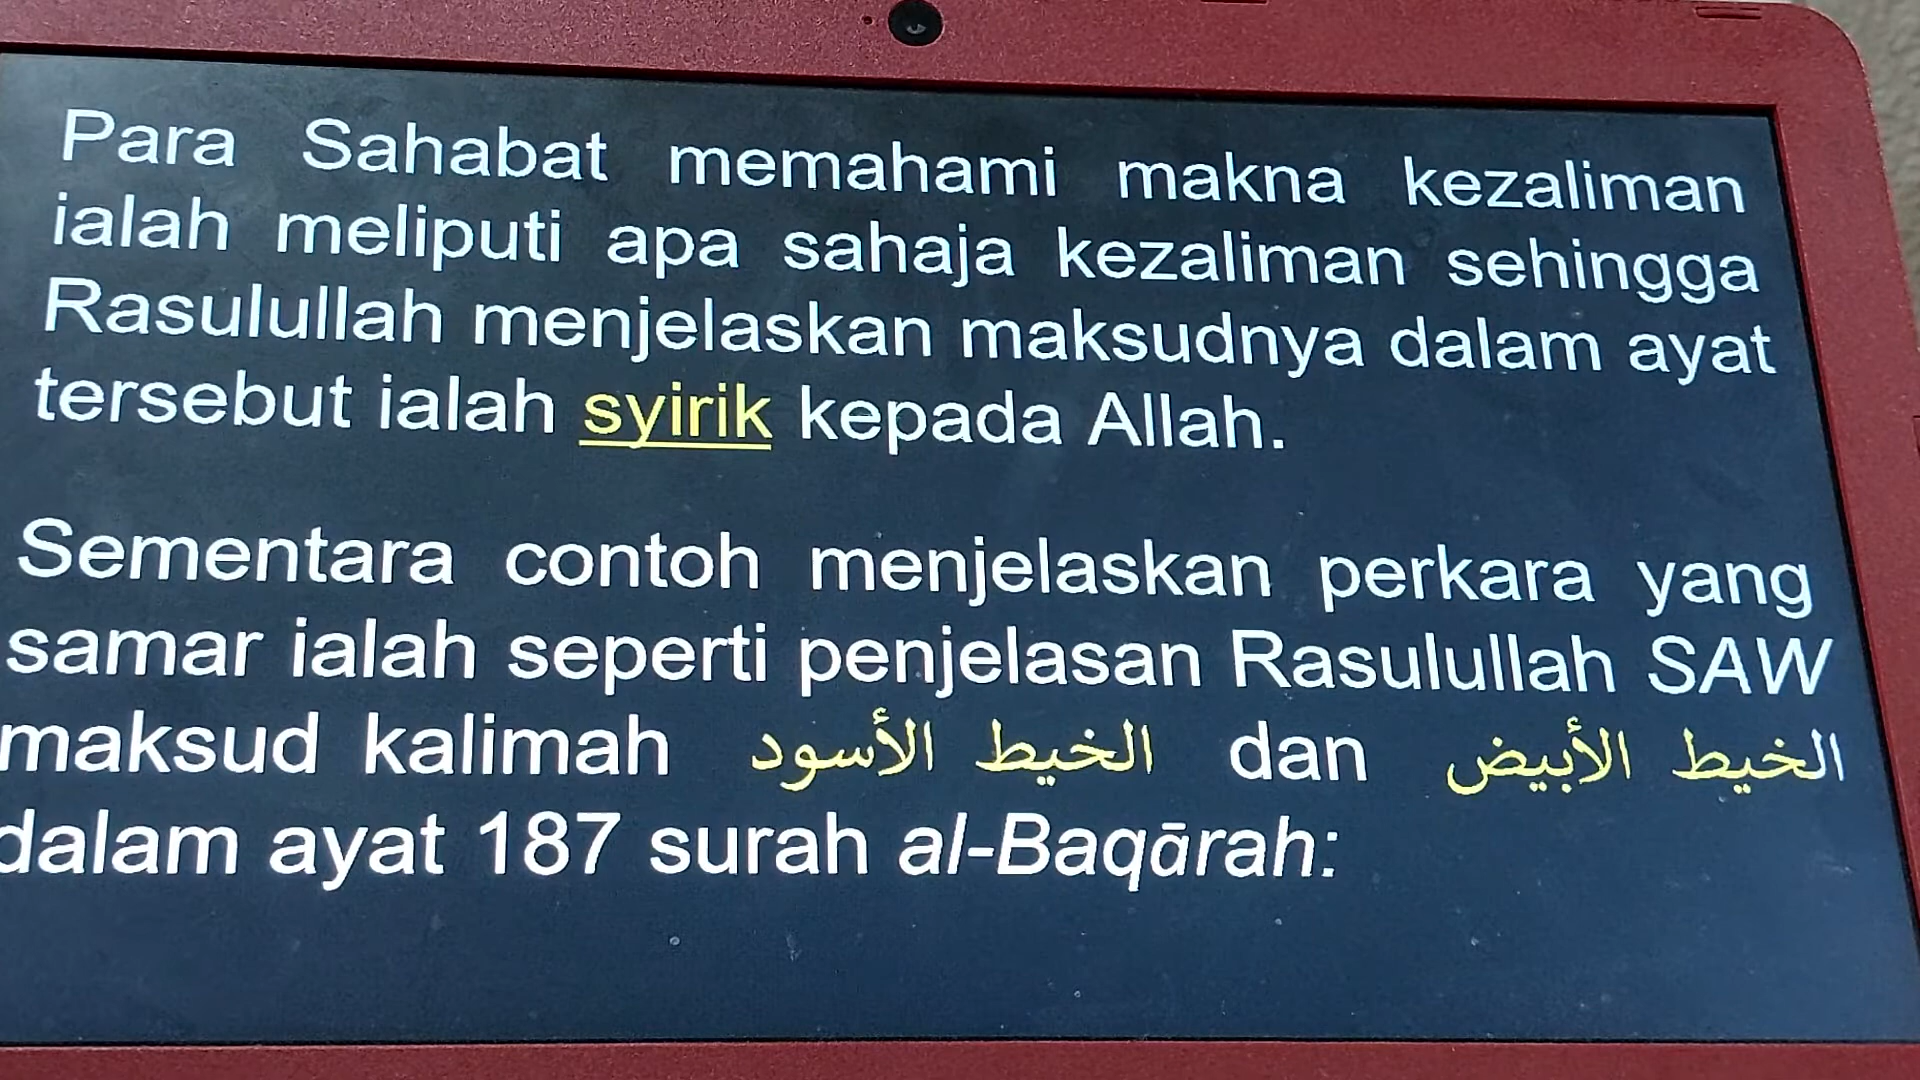 Para Sahabat memahami makna kezaliman
ialah meliputi apa sahaja kezaliman sehingga
Rasulullah menjelaskan maksudnya dalam ayat
tersebut ialah syirik kepada Allah.
Sementara contoh menjelaskan perkara yang
samar ialah seperti penjelasan Rasulullah SAW
maksud kalimah الخيط الأسود dan الخيط الأبيض
dalam ayat 187 surah al-Baqārah: